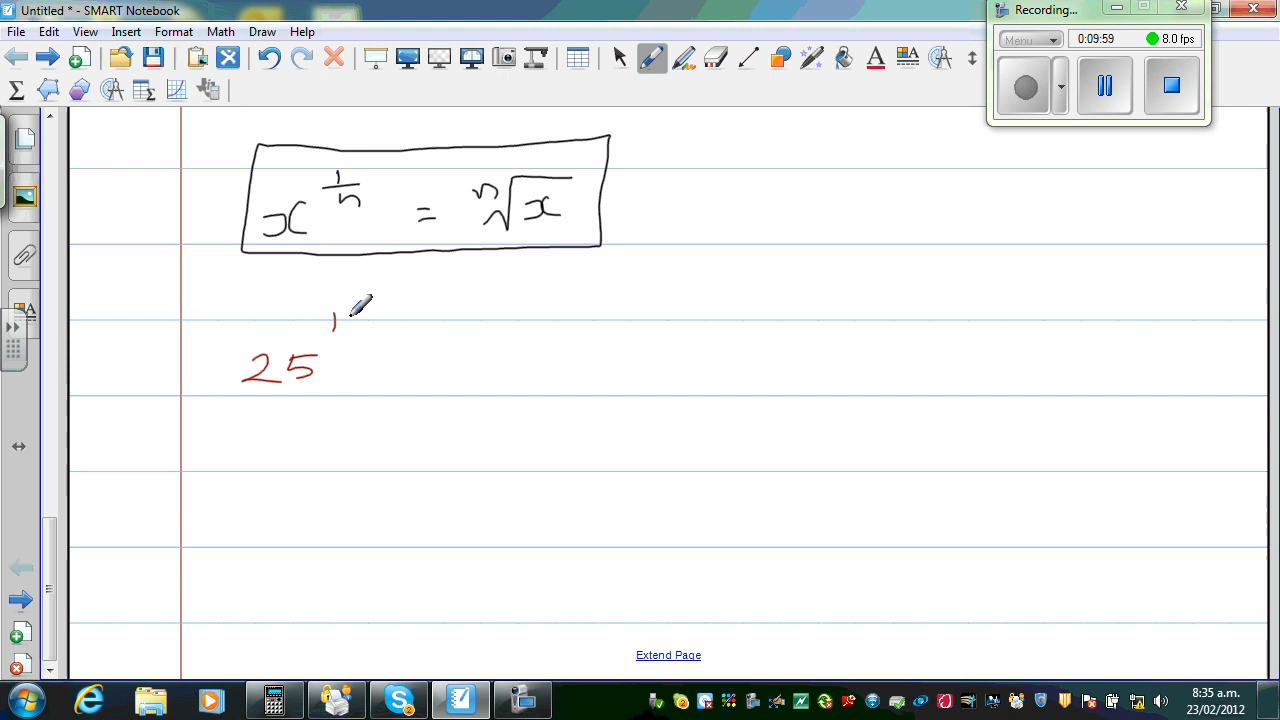 Untitled * - SMART Notebook
File Edit View Insert Format Math Draw Help
Recording...
Menu 0:09:59 8.0 fps
x^{1/n} = ⁿ√x
25^{1
Extend Page
8:35 a.m.
23/02/2012